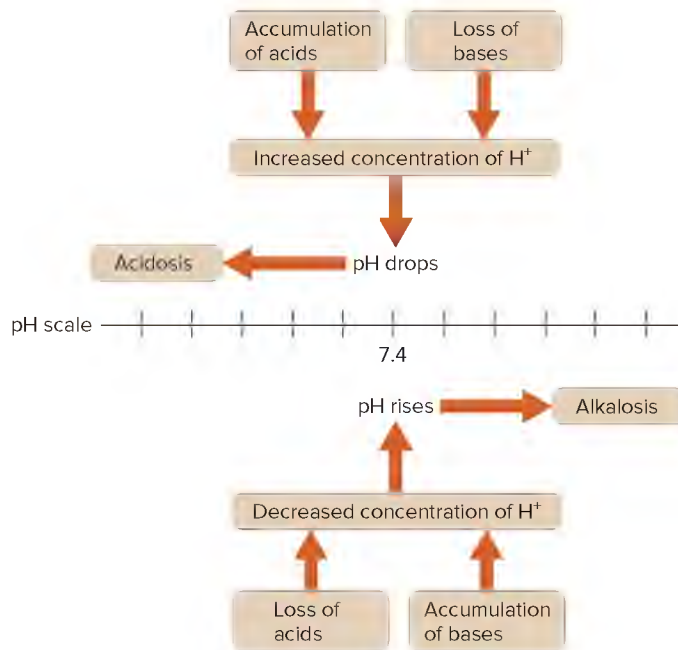 Accumulation
of acids
Loss of
bases
Increased concentration of H⁺
Acidosis
pH drops
pH scale
7.4
pH rises
Alkalosis
Decreased concentration of H⁺
Loss of
acids
Accumulation
of bases